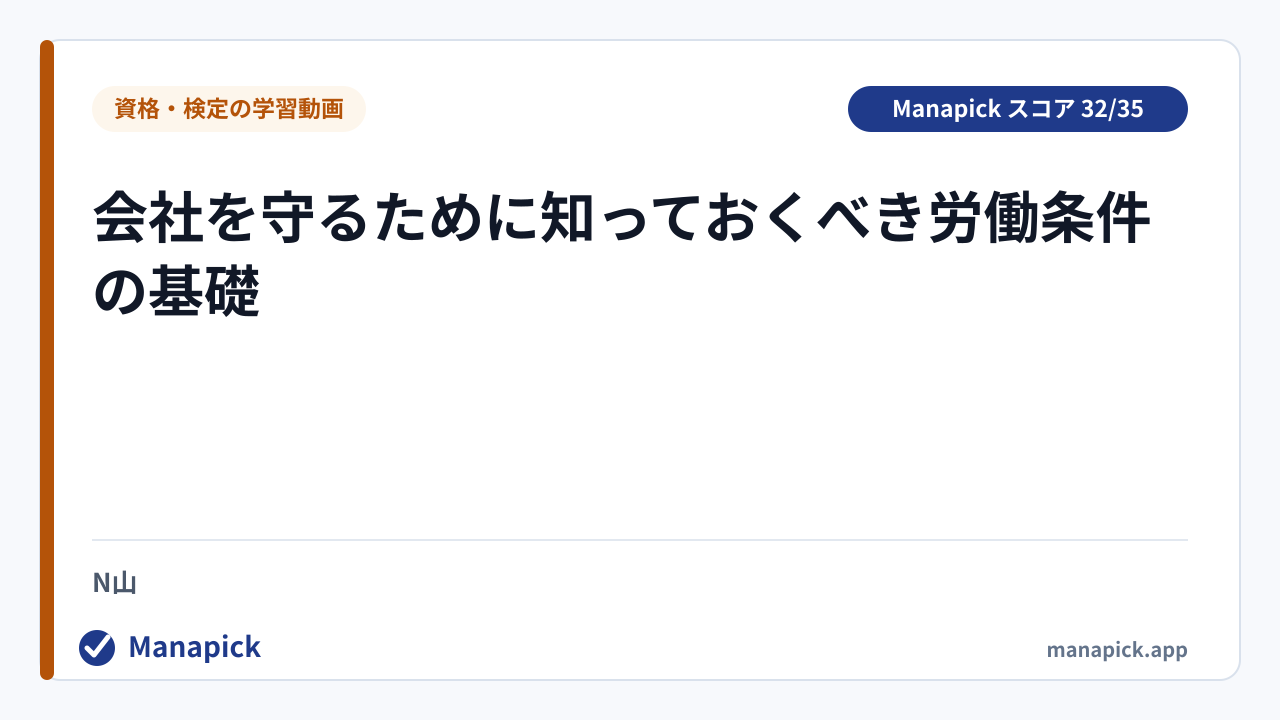 資格・検定の学習動画
Manapick スコア 32/35
会社を守るために知っておくべき労働条件
の基礎
N山
Manapick
manapick.app